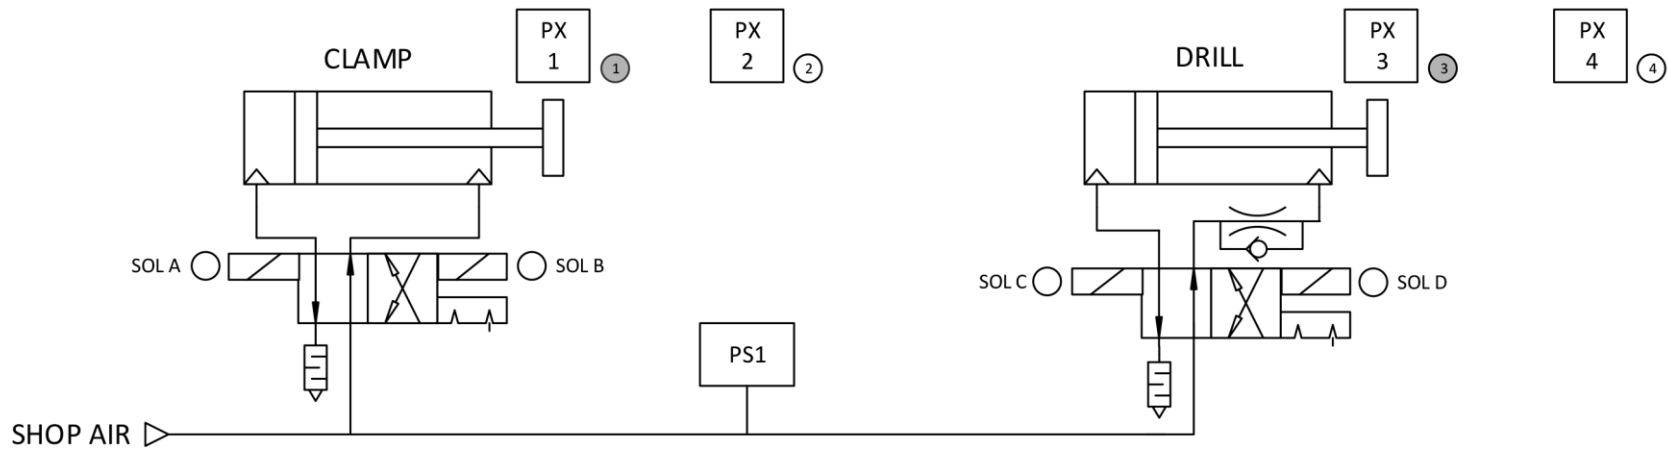 CLAMP
PX
1
1
PX
2
2
DRILL
PX
3
3
PX
4
4
SOL A
SOL B
SOL C
SOL D
PS1
SHOP AIR